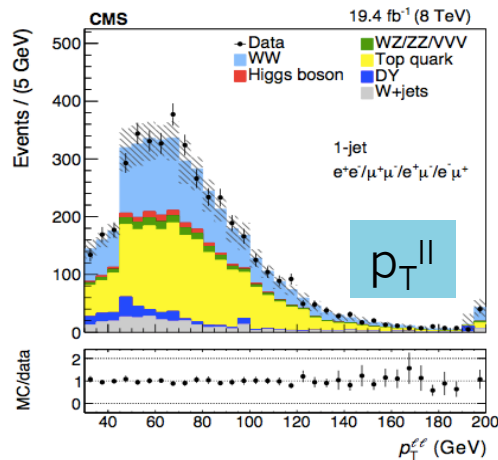 CMS 19.4 fb⁻¹ (8 TeV)
Events / (5 GeV)
500
400
300
200
100
0
Data
WW
Higgs boson
WZ/ZZ/VVV
Top quark
DY
W+jets
1-jet
e⁺e⁻/μ⁺μ⁻/e⁺μ⁻/e⁻μ⁺
pTˡˡ
MC/data
2
1
0
40 60 80 100 120 140 160 180 200
pTℓℓ (GeV)